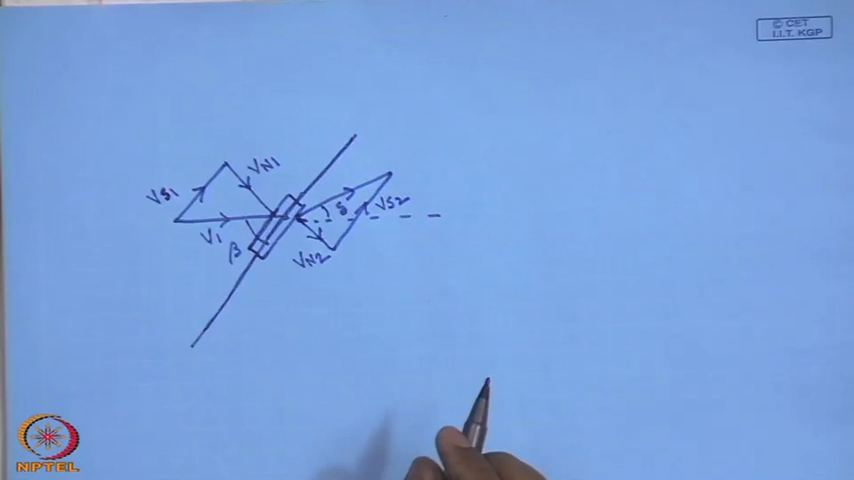 © CET
I.I.T. KGP
VS1
VN1
V1
β
δ
VS2
VN2
NPTEL